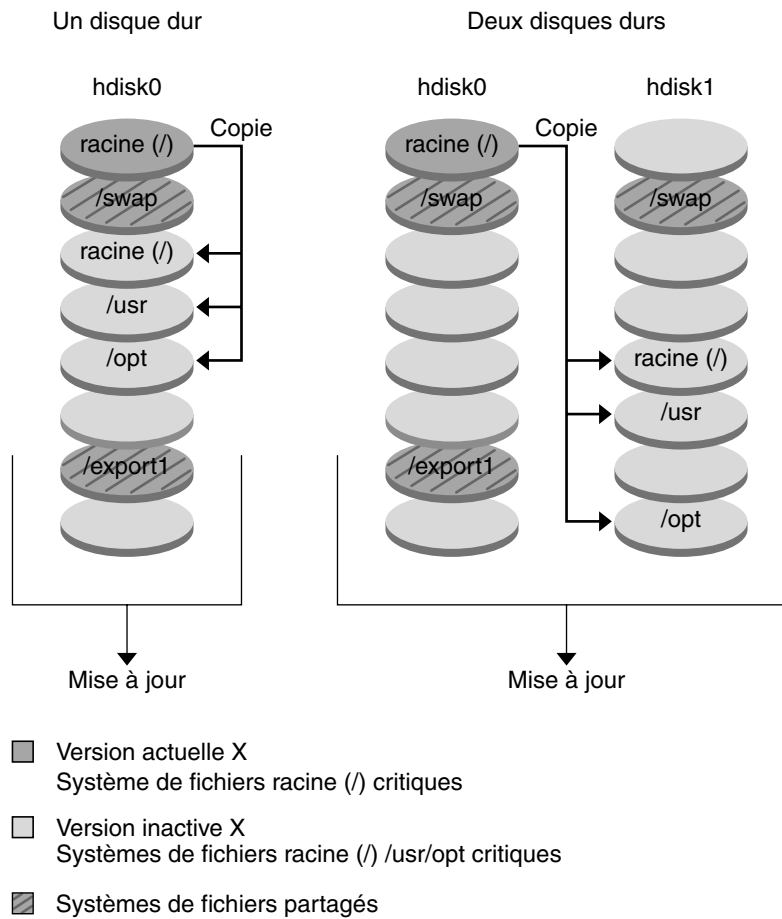 Un disque dur
hdisk0
racine (/)
Copie
/swap
racine (/)
/usr
/opt
/export1
Mise à jour
Deux disques durs
hdisk0
hdisk1
racine (/)
Copie
/swap
/swap
racine (/)
/usr
/export1
/opt
Mise à jour
Version actuelle X
Système de fichiers racine (/) critiques
Version inactive X
Systèmes de fichiers racine (/) /usr/opt critiques
Systèmes de fichiers partagés